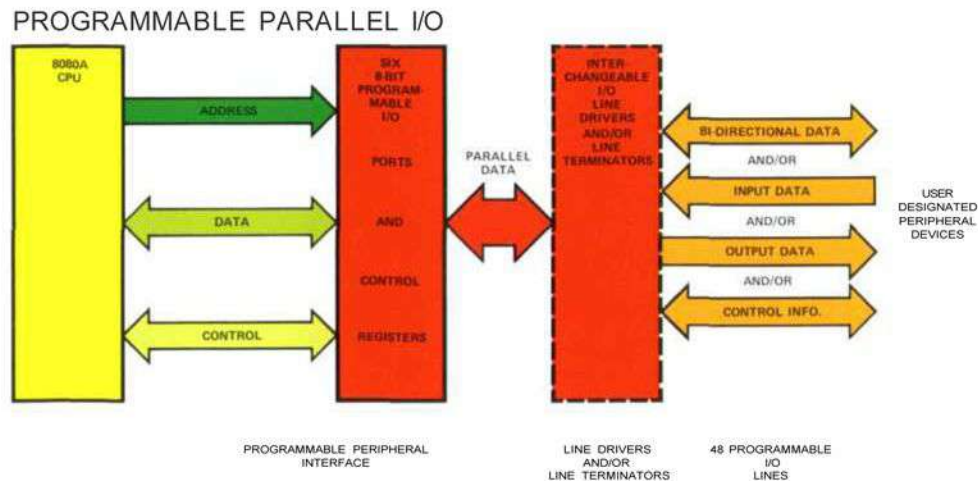 PROGRAMMABLE PARALLEL I/O
8080A
CPU
ADDRESS
DATA
CONTROL
SIX
8-BIT
PROGRAM-
MABLE
I/O
PORTS
AND
CONTROL
REGISTERS
PARALLEL
DATA
INTER-
CHANGEABLE
I/O
LINE
DRIVERS
AND/OR
LINE
TERMINATORS
BI-DIRECTIONAL DATA
AND/OR
INPUT DATA
AND/OR
OUTPUT DATA
AND/OR
CONTROL INFO.
USER
DESIGNATED
PERIPHERAL
DEVICES
PROGRAMMABLE PERIPHERAL
INTERFACE
LINE DRIVERS
AND/OR
LINE TERMINATORS
48 PROGRAMMABLE
I/O
LINES